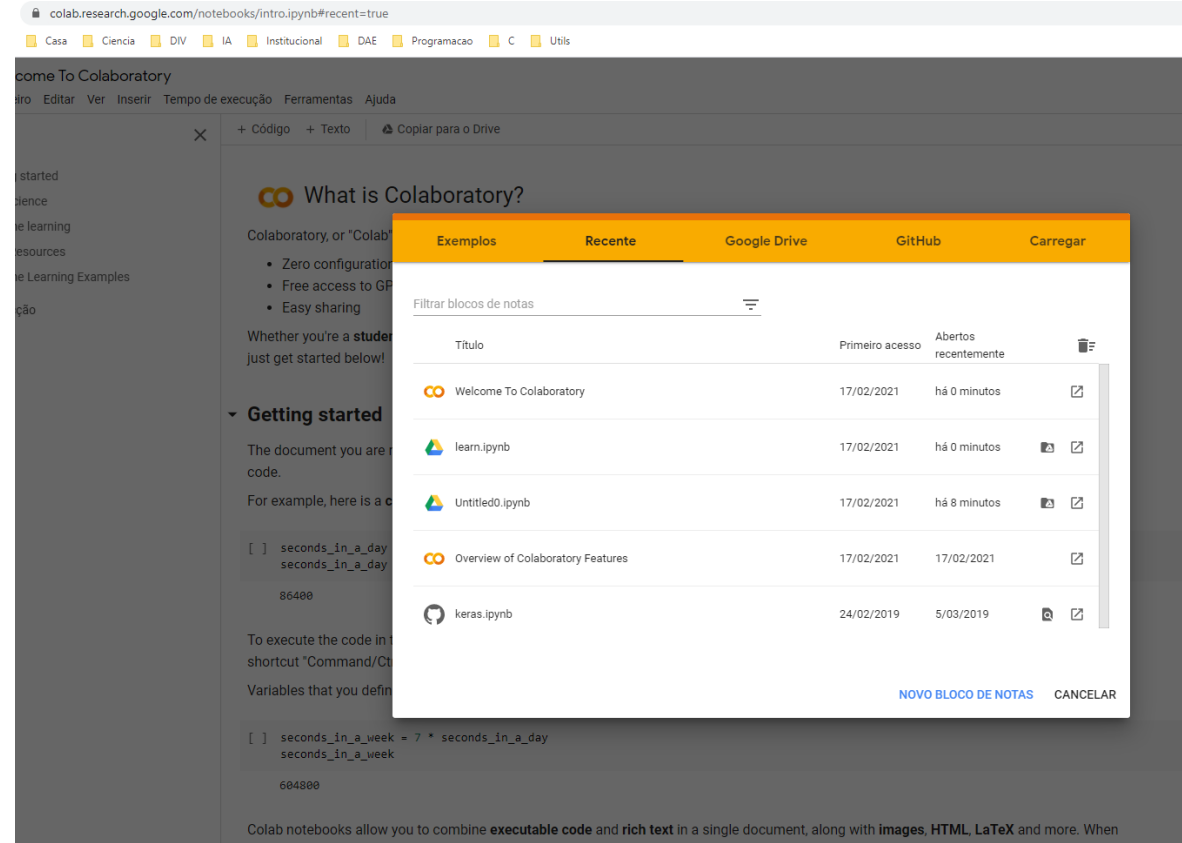 colab.research.google.com/notebooks/intro.ipynb#recent=true
Casa Ciencia DIV IA Institucional DAE Programacao C Utils
come To Colaboratory
eiro Editar Ver Inserir Tempo de execução Ferramentas Ajuda
+ Código + Texto Copiar para o Drive
started
cience
ne learning
esources
ne Learning Examples
ção
What is Colaboratory?
Colaboratory, or "Colab"
Zero configuration
Free access to GP
Easy sharing
Whether you're a studen
just get started below!
Getting started
The document you are r
code.
For example, here is a c
[ ] seconds_in_a_day
seconds_in_a_day
86400
To execute the code in t
shortcut "Command/Ct
Variables that you defin
Exemplos Recente Google Drive GitHub Carregar
Filtrar blocos de notas
Título Primeiro acesso Abertos recentemente
Welcome To Colaboratory 17/02/2021 há 0 minutos
learn.ipynb 17/02/2021 há 0 minutos
Untitled0.ipynb 17/02/2021 há 8 minutos
Overview of Colaboratory Features 17/02/2021 17/02/2021
keras.ipynb 24/02/2019 5/03/2019
NOVO BLOCO DE NOTAS CANCELAR
[ ] seconds_in_a_week = 7 * seconds_in_a_day
seconds_in_a_week
604800
Colab notebooks allow you to combine executable code and rich text in a single document, along with images, HTML, LaTeX and more. When